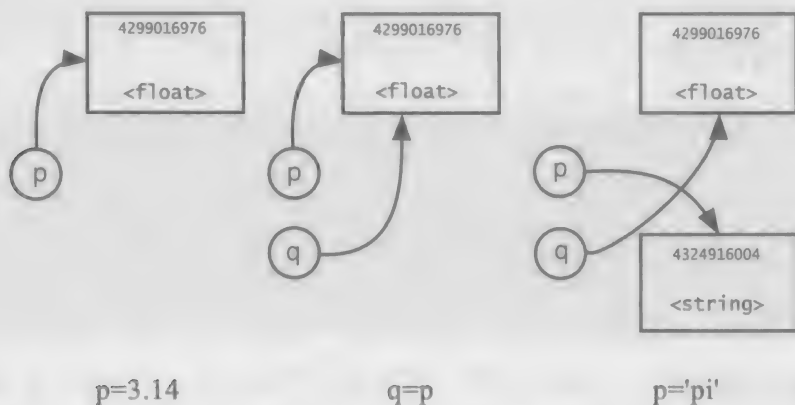 4299016976
<float>
p
4299016976
<float>
p
q
4299016976
<float>
p
q
4324916004
<string>
p=3.14
q=p
p='pi'